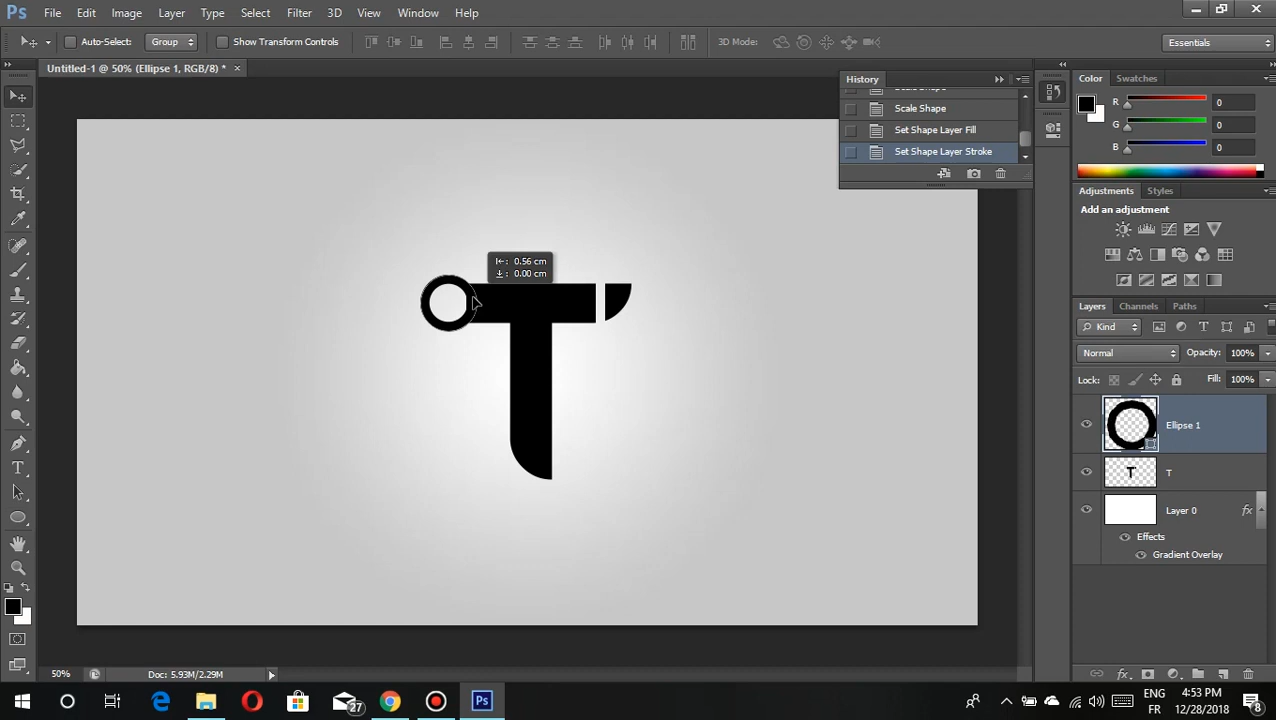 Ps File Edit Image Layer Type Select Filter 3D View Window Help
Auto-Select: Group Show Transform Controls 3D Mode: Essentials
Untitled-1 @ 50% (Ellipse 1, RGB/8) * ×
History
Scale Shape
Set Shape Layer Fill
Set Shape Layer Stroke
Color Swatches
R 0
G 0
B 0
Adjustments Styles
Add an adjustment
Layers Channels Paths
Kind
Normal Opacity: 100%
Lock: Fill: 100%
Ellipse 1
T
Layer 0 fx
Effects
Gradient Overlay
0.56 cm
0.00 cm
T
50% Doc: 5.93M/2.29M
27
Ps
ENG
FR
4:53 PM
12/28/2018
8